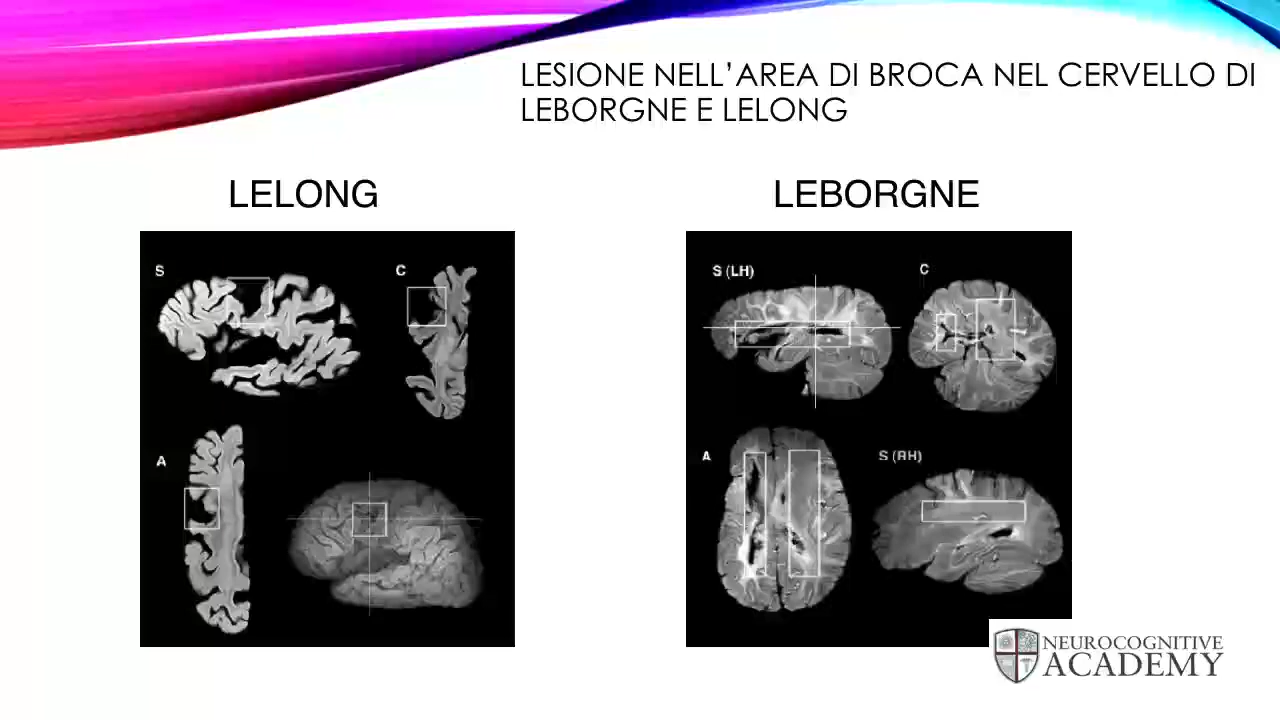 LESIONE NELL'AREA DI BROCA NEL CERVELLO DI
LEBORGNE E LELONG
LELONG
S
C
A
LEBORGNE
S (LH)
C
A
S (RH)
NEUROCOGNITIVE
ACADEMY